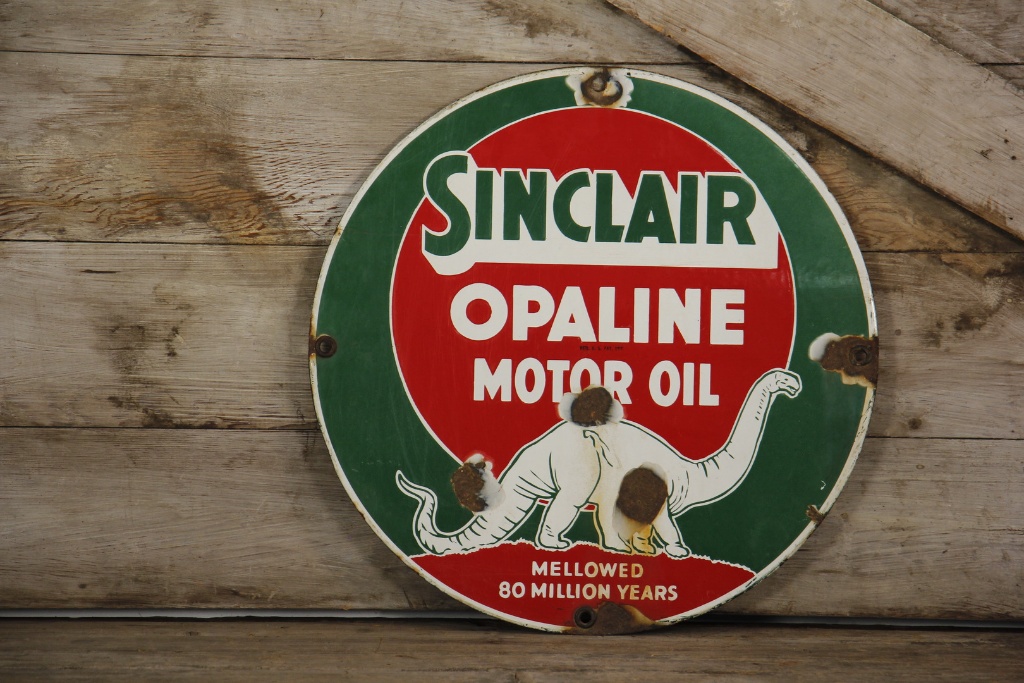 SINCLAIR
OPALINE
MOTOR OIL
MELLOWED
80 MILLION YEARS